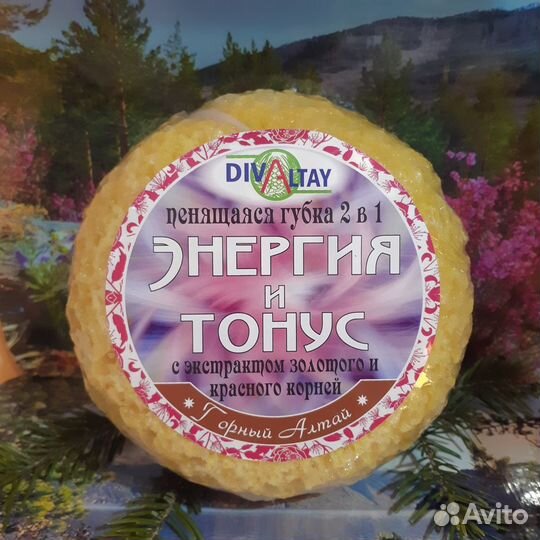 DIVALTAY
пенящаяся губка 2 в 1
ЭНЕРГИЯ
и
ТОНУС
с экстрактом золотого и
красного корней
Горный Алтай
Avito